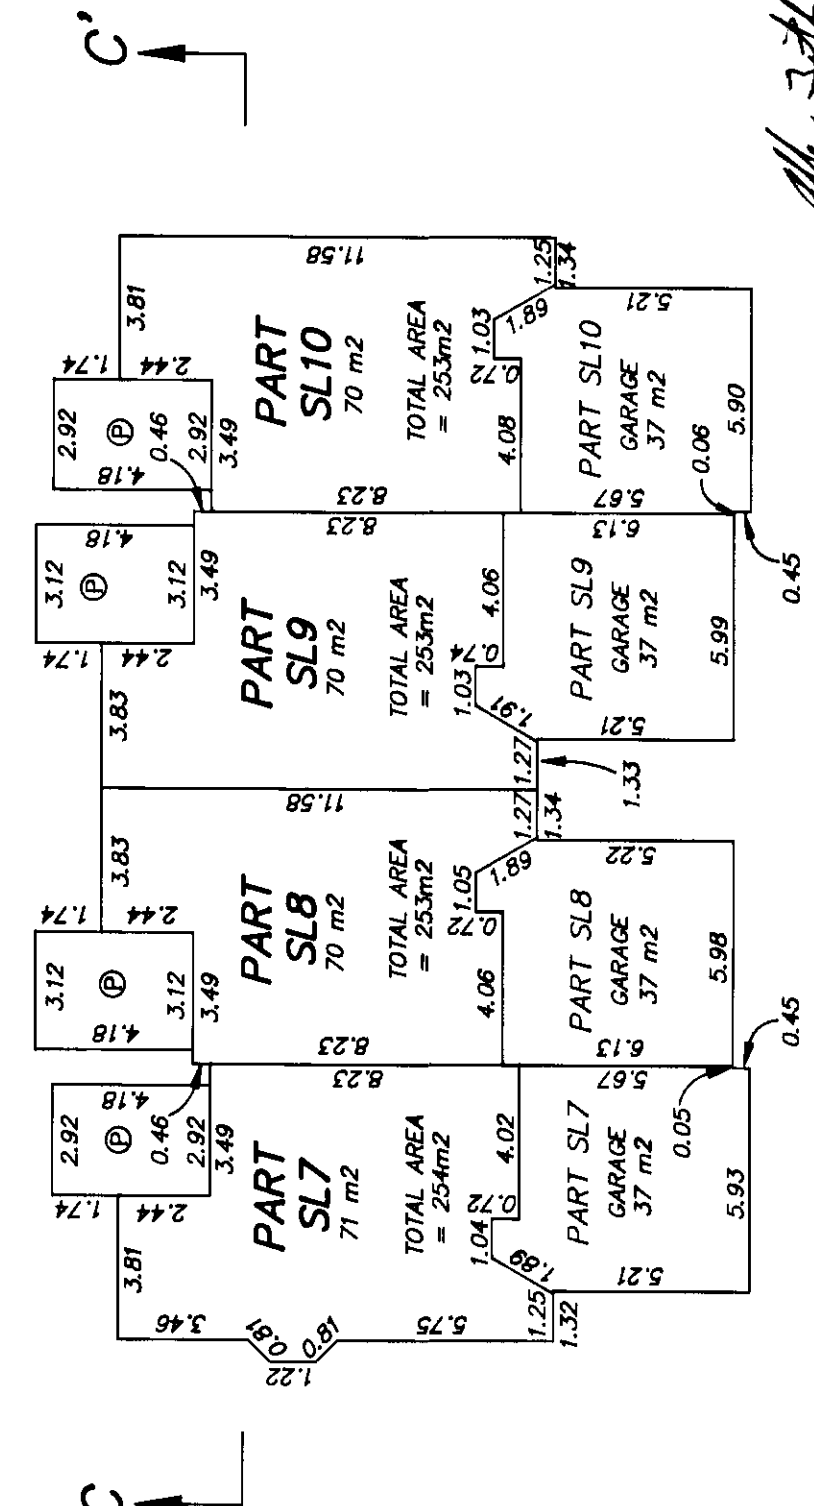 C'
11.58
3.81
1.74
2.44
2.92
Ⓟ
0.46
2.92
3.49
4.18
PART
SL10
70 m2
TOTAL AREA
= 253m2
1.03
0.72
1.89
1.25
1.34
4.08
8.23
PART SL10
GARAGE
37 m2
5.21
5.90
5.67
0.06
0.45
4.18
3.12
Ⓟ
3.12
3.49
1.74
2.44
3.83
8.23
PART
SL9
70 m2
TOTAL AREA
= 253m2
4.06
0.74
1.03
1.91
1.27
1.33
6.13
PART SL9
GARAGE
37 m2
5.99
5.21
11.58
3.83
1.74
2.44
3.12
Ⓟ
3.12
3.49
4.18
PART
SL8
70 m2
TOTAL AREA
= 253m2
1.27
1.34
1.89
1.05
0.72
4.06
8.23
PART SL8
GARAGE
37 m2
5.22
5.98
6.13
0.45
0.05
4.18
2.92
Ⓟ
0.46
2.92
3.49
1.74
2.44
3.81
8.23
PART
SL7
71 m2
TOTAL AREA
= 254m2
4.02
0.72
1.04
1.89
1.25
1.32
5.67
PART SL7
GARAGE
37 m2
5.93
5.21
3.46
0.81
1.22
0.81
5.75
C